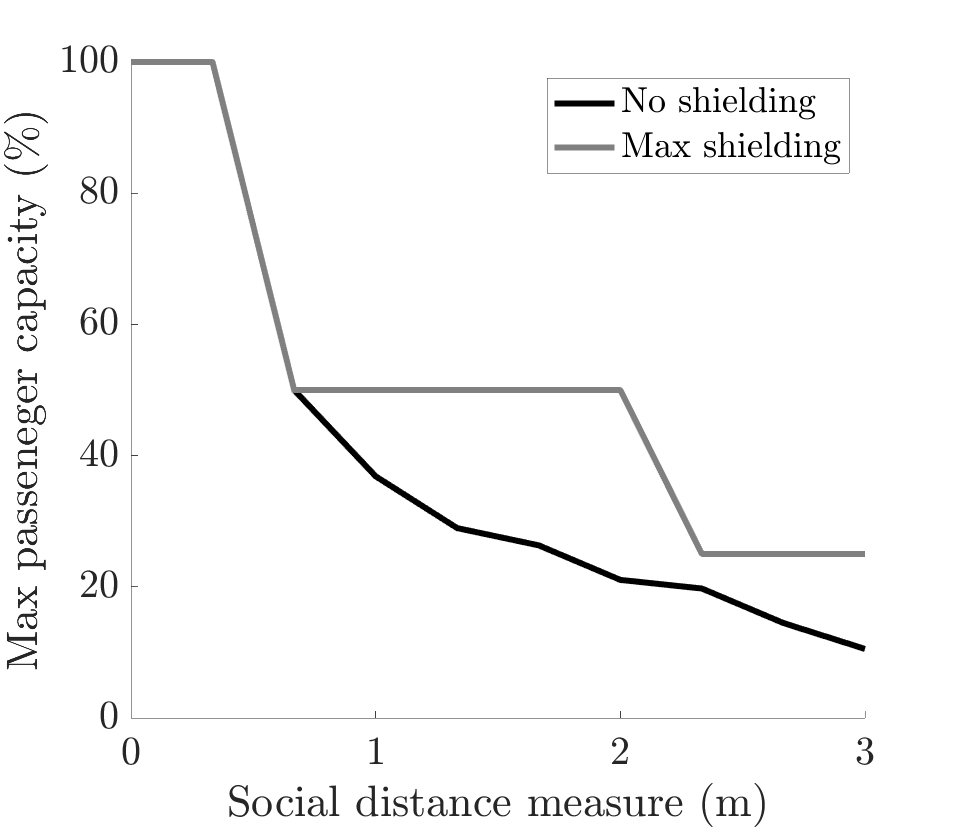 100
80
60
40
20
0
Max passeneger capacity (%)
No shielding
Max shielding
0 1 2 3
Social distance measure (m)